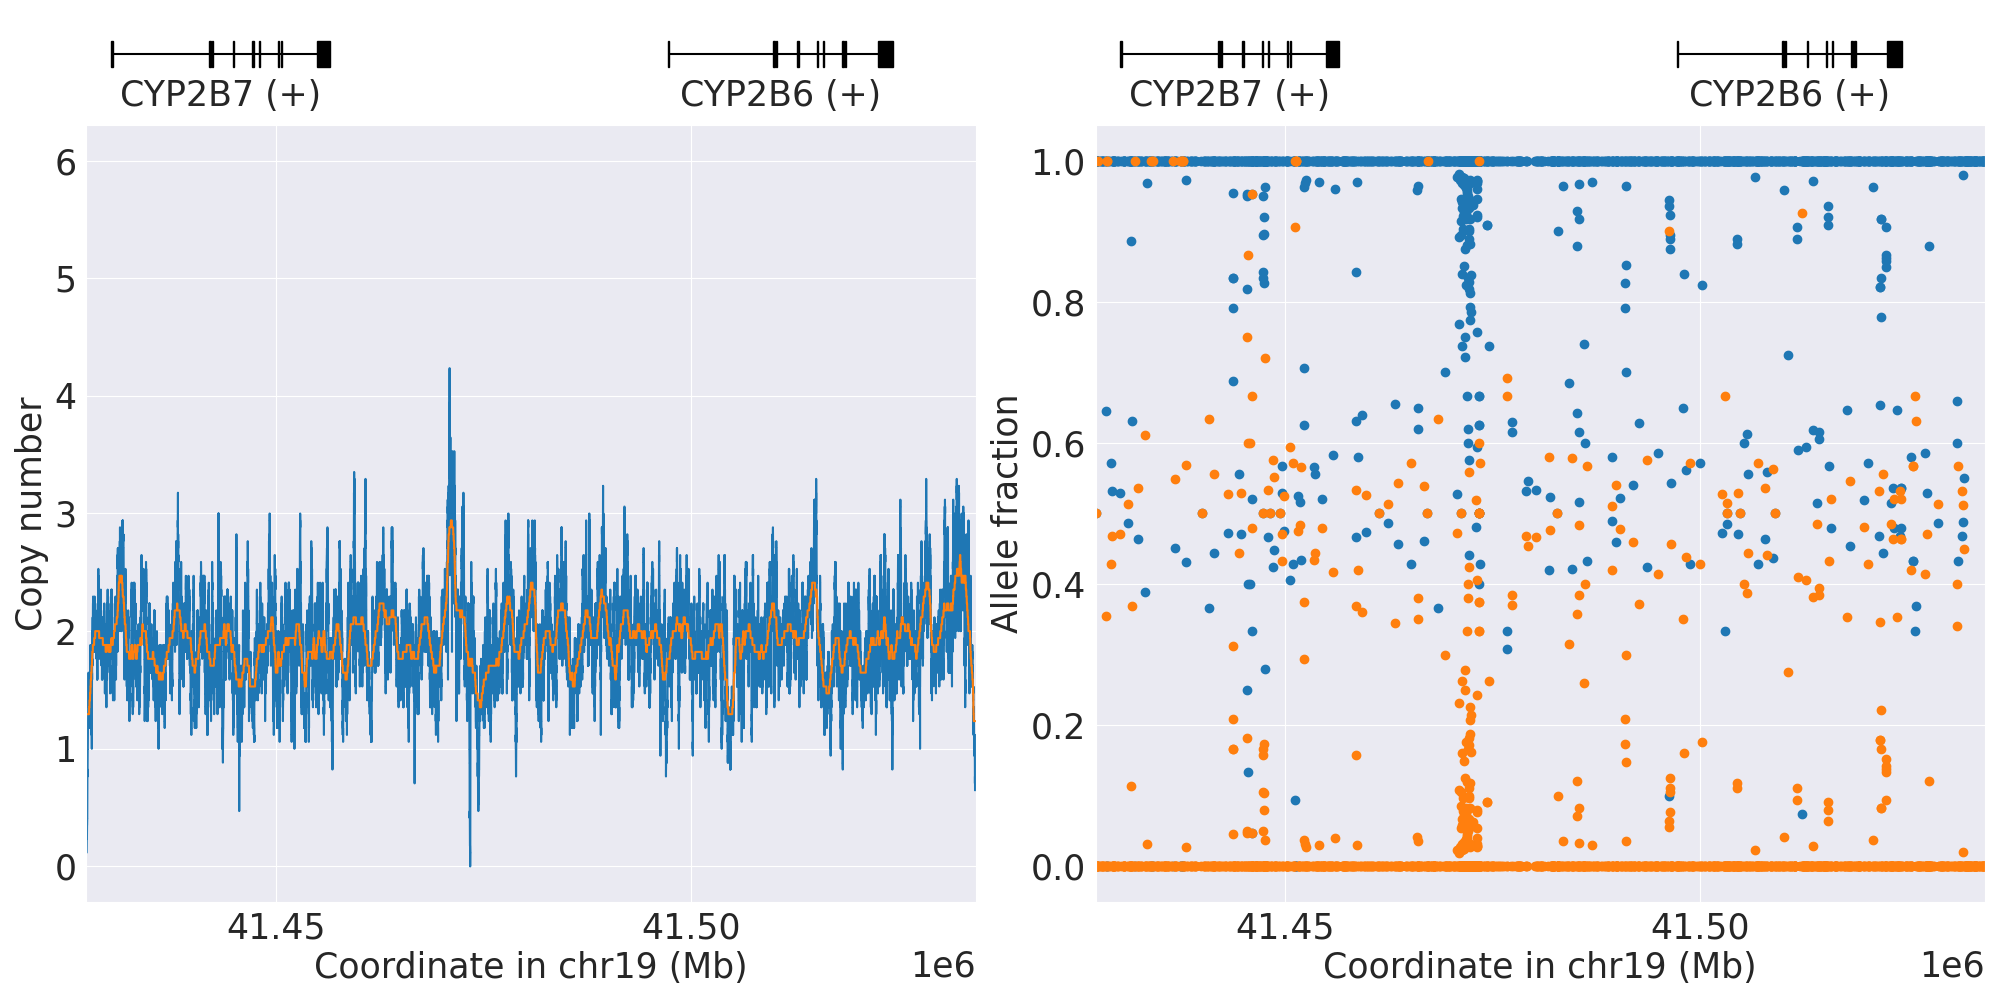 CYP2B7 (+)
CYP2B6 (+)
6
5
4
3
2
1
0
Copy number
41.45
41.50
Coordinate in chr19 (Mb)
1e6
CYP2B7 (+)
CYP2B6 (+)
1.0
0.8
0.6
0.4
0.2
0.0
Allele fraction
41.45
41.50
Coordinate in chr19 (Mb)
1e6